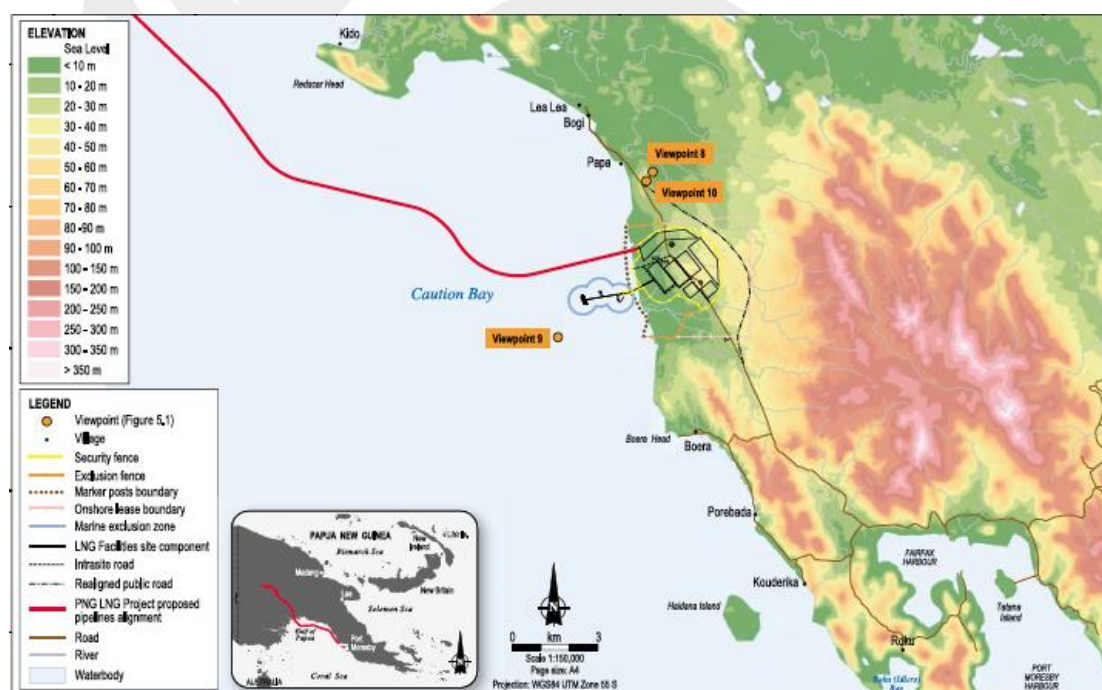 ELEVATION
Sea Level
< 10 m
10 - 20 m
20 - 30 m
30 - 40 m
40 - 50 m
50 - 60 m
60 - 70 m
70 - 80 m
80-90 m
90 - 100 m
100 - 150 m
150 - 200 m
200 - 250 m
250 - 300 m
300 - 350 m
> 350 m
LEGEND
Viewpoint (Figure 5.1)
Village
Security fence
Exclusion fence
Marker posts boundary
Onshore lease boundary
Marine exclusion zone
LNG Facilities site component
Intrasite road
Realigned public road
PNG LNG Project proposed
pipelines alignment
Road
River
Waterbody
Kido
Redscar Head
Lea Lea
Bogi
Papa
Viewpoint 8
Viewpoint 10
Caution Bay
Viewpoint 9
Boera Head
Boera
Porebada
Kouderika
Haidana Island
FAIRFAX
HARBOUR
Tatana
Island
Roku
Bay
PORT
MORESBY
HARBOUR
PAPUA NEW GUINEA
Bismarck Sea
New
Ireland
Madang
Lae
New Britain
Solomon Sea
Gulf of
Papua
Port
Moresby
Coral Sea
AUSTRALIA
N
0 km 3
Scale 1:150,000
Page size: A4
Projection: WGS84 UTM Zone 55 S